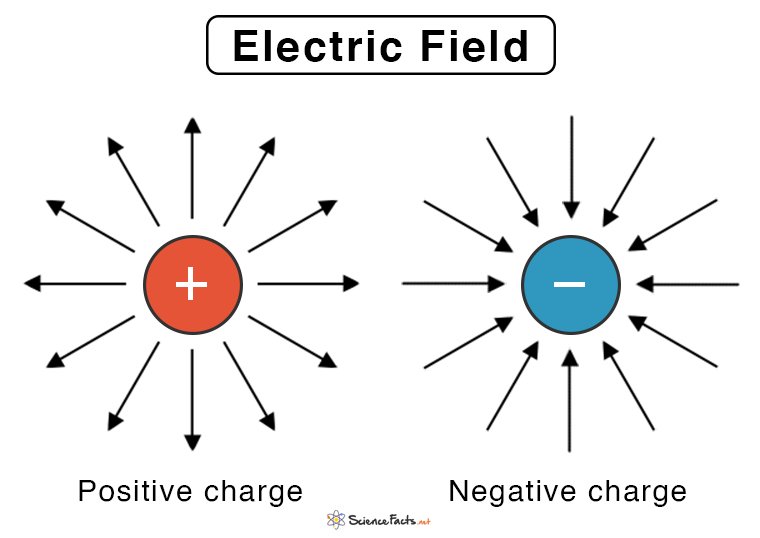 Electric Field
+
−
Positive charge
Negative charge
ScienceFacts.net